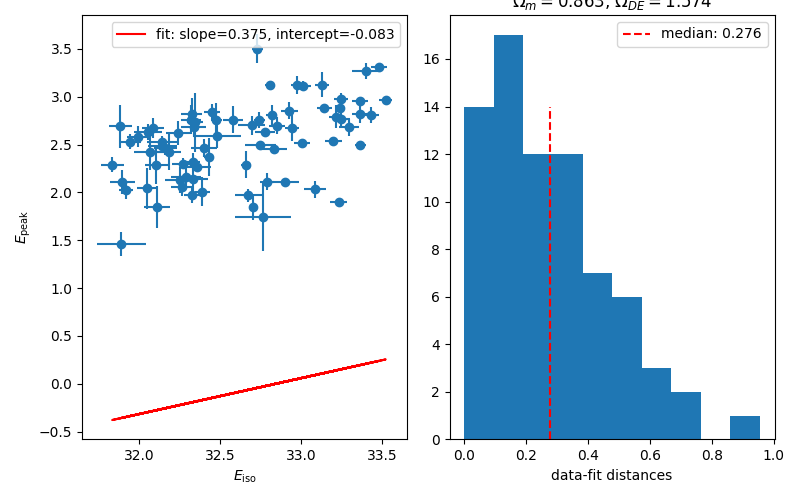 Ω_m = 0.863, Ω_DE = 1.574
fit: slope=0.375, intercept=-0.083
median: 0.276
3.5
3.0
2.5
2.0
1.5
1.0
0.5
0.0
−0.5
E_peak
32.0 32.5 33.0 33.5
E_iso
16
14
12
10
8
6
4
2
0
0.0 0.2 0.4 0.6 0.8 1.0
data-fit distances